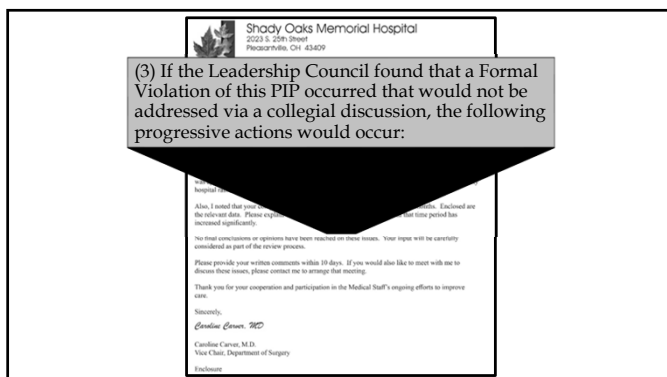 Shady Oaks Memorial Hospital
2023 S. 25th Street
Pleasantville, OH 43409
(3) If the Leadership Council found that a Formal
Violation of this PIP occurred that would not be
addressed via a collegial discussion, the following
progressive actions would occur:
hospital
Also, I noted that your
Enclosed are
the relevant data. Please explain
that time period has
increased significantly.
No final conclusions or opinions have been reached on these issues. Your input will be carefully
considered as part of the review process.
Please provide your written comments within 10 days. If you would also like to meet with me to
discuss these issues, please contact me to arrange that meeting.
Thank you for your cooperation and participation in the Medical Staff's ongoing efforts to improve
care.
Sincerely,
Caroline Carver, MD
Caroline Carver, M.D.
Vice Chair, Department of Surgery
Enclosure